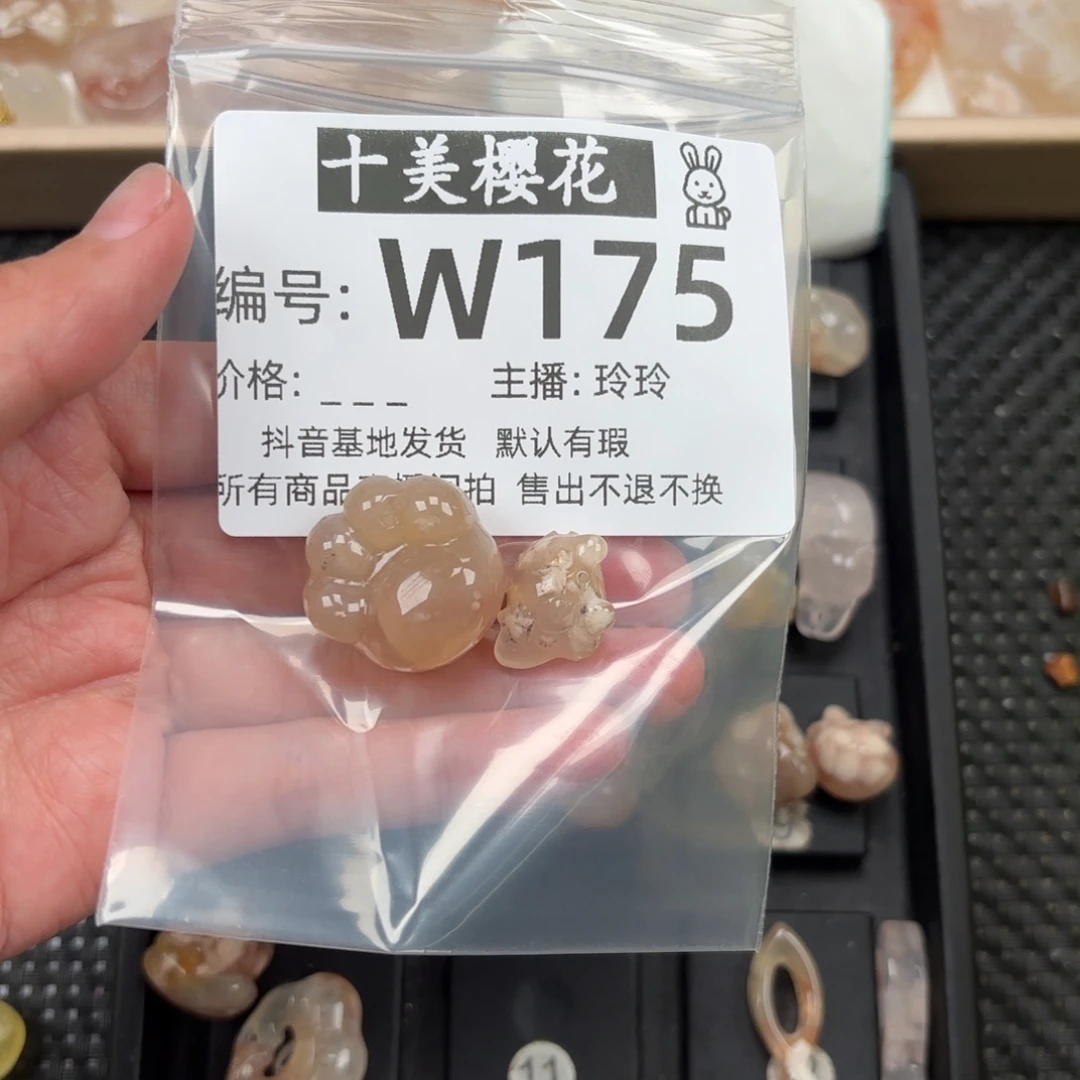 十美樱花
编号: W175
价格: _ _ _ 主播: 玲玲
抖音基地发货 默认有瑕
所有商品 拍 售出不退不换
11